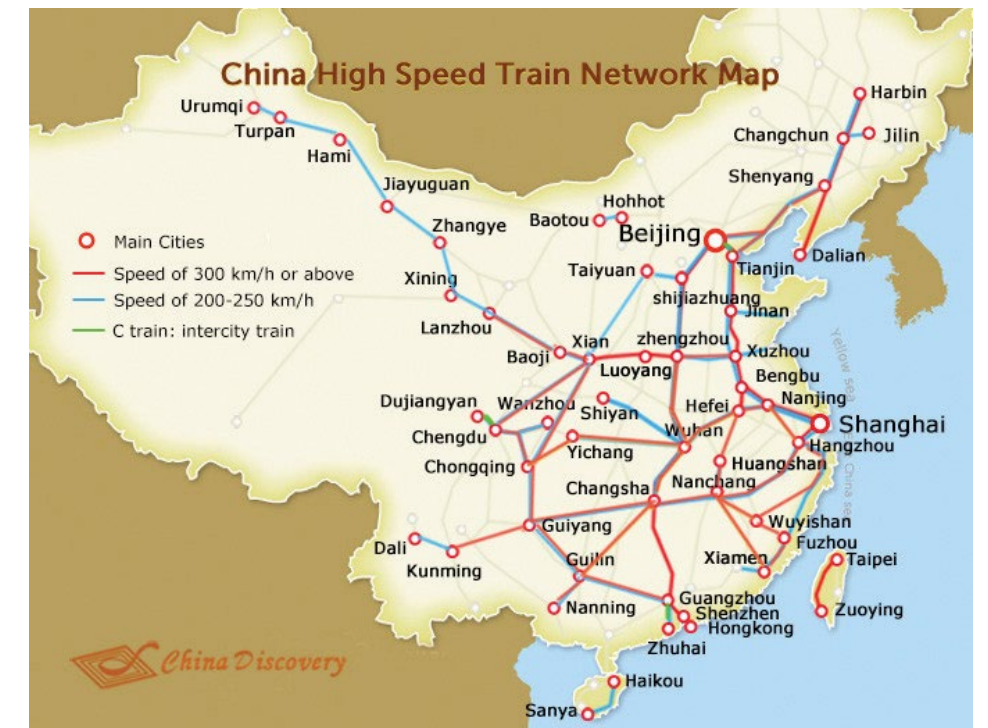 China High Speed Train Network Map
Harbin
Urumqi
Turpan
Changchun
Jilin
Hami
Shenyang
Jiayuguan
Hohhot
Baotou
Zhangye
Beijing
Main Cities
Dalian
Taiyuan
Tianjin
Speed of 300 km/h or above
Xining
shijiazhuang
Speed of 200-250 km/h
Jinan
Lanzhou
C train: intercity train
Xian
zhengzhou
Yellow sea
Baoji
Luoyang
Xuzhou
Bengbu
Dujiangyan
Wanzhou
Shiyan
Hefei
Nanjing
Shanghai
Chengdu
Wuhan
Hangzhou
Yichang
Chongqing
Huangshan
China sea
Nanchang
Changsha
Guiyang
Wuyishan
Dali
Fuzhou
Kunming
Guilin
Xiamen
Taipei
Nanning
Guangzhou
Zuoying
Shenzhen
Hongkong
Zhuhai
China Discovery
Haikou
Sanya